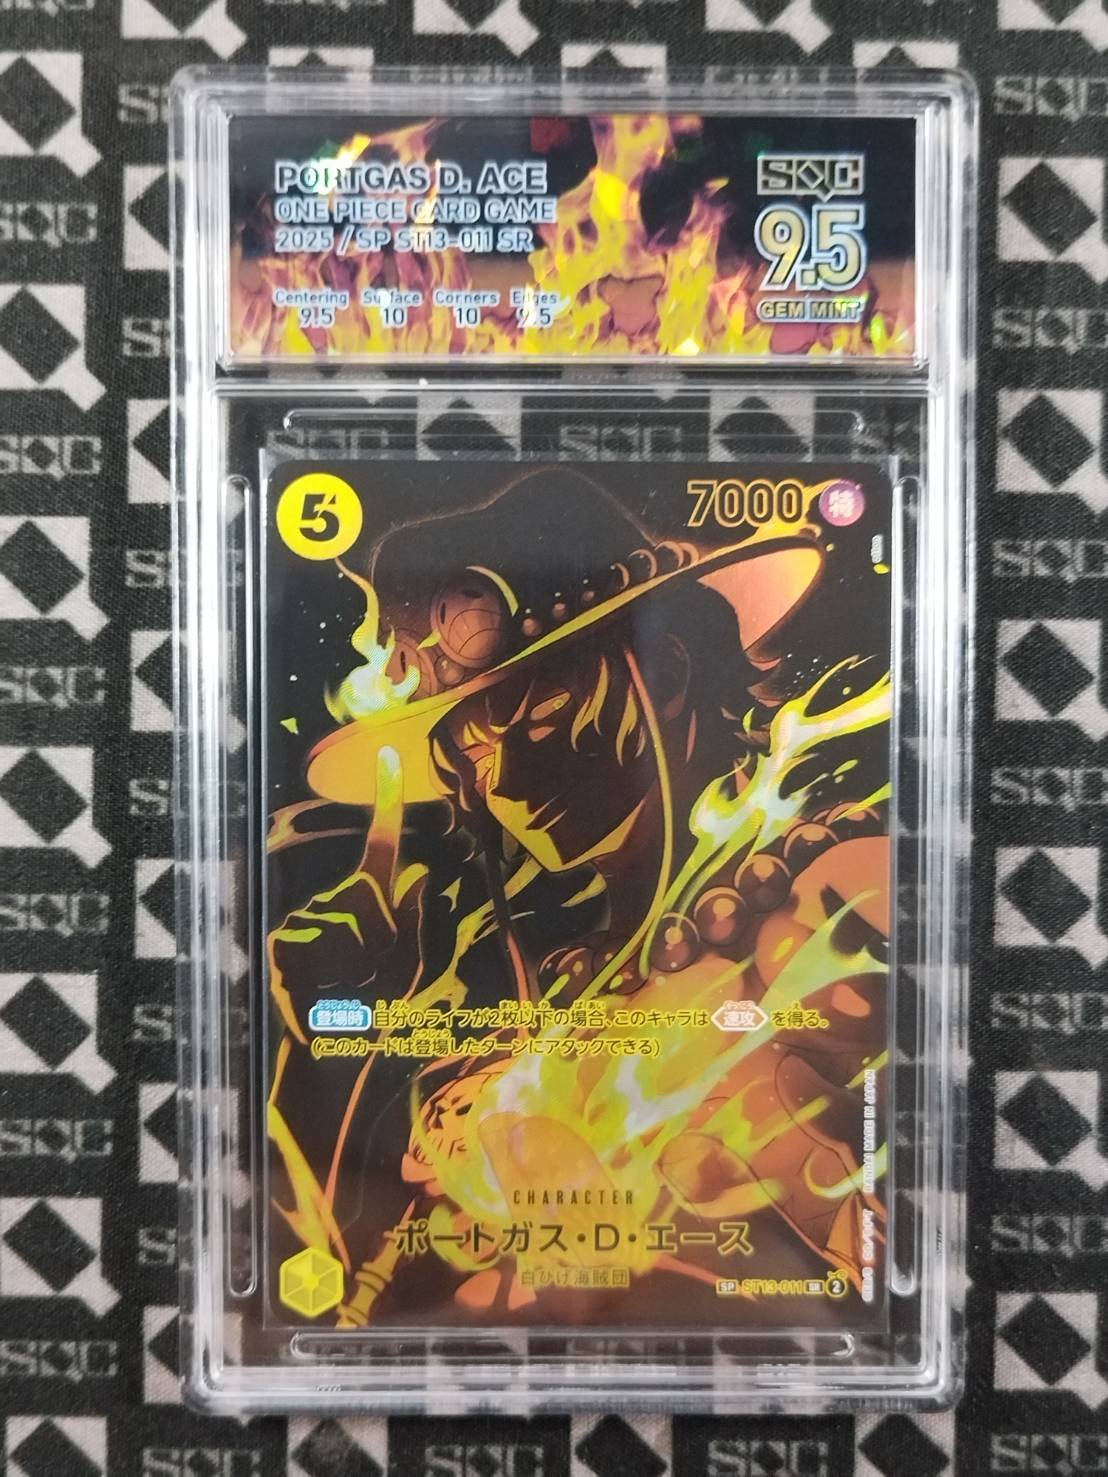 PORTGAS D. ACE
ONE PIECE CARD GAME
2025 / SP ST13-011 SR
Centering Surface Corners Edges
9.5 10 10 9.5
SQC
9.5
GEM MINT
5
7000 特
登場時 自分のライフが2枚以下の場合、このキャラは 速攻 を得る。
(このカードは登場したターンにアタックできる)
CHARACTER
ポートガス・D・エース
白ひげ海賊団
SP ST13-011 SR 2
BANDAI MADE IN JAPAN